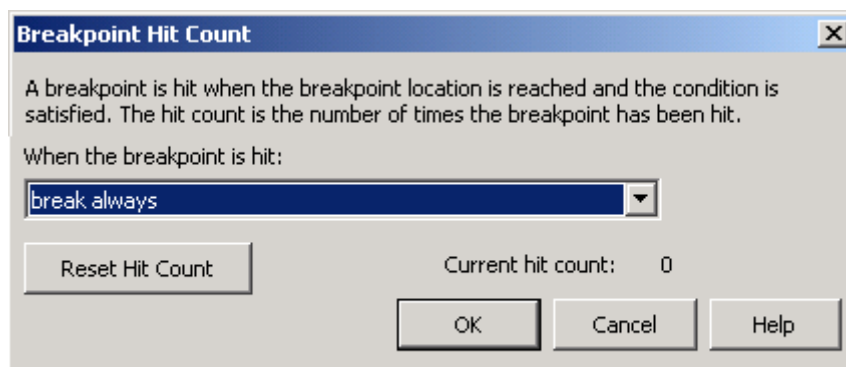 Breakpoint Hit Count
A breakpoint is hit when the breakpoint location is reached and the condition is
satisfied. The hit count is the number of times the breakpoint has been hit.
When the breakpoint is hit:
break always
Reset Hit Count
Current hit count: 0
OK
Cancel
Help